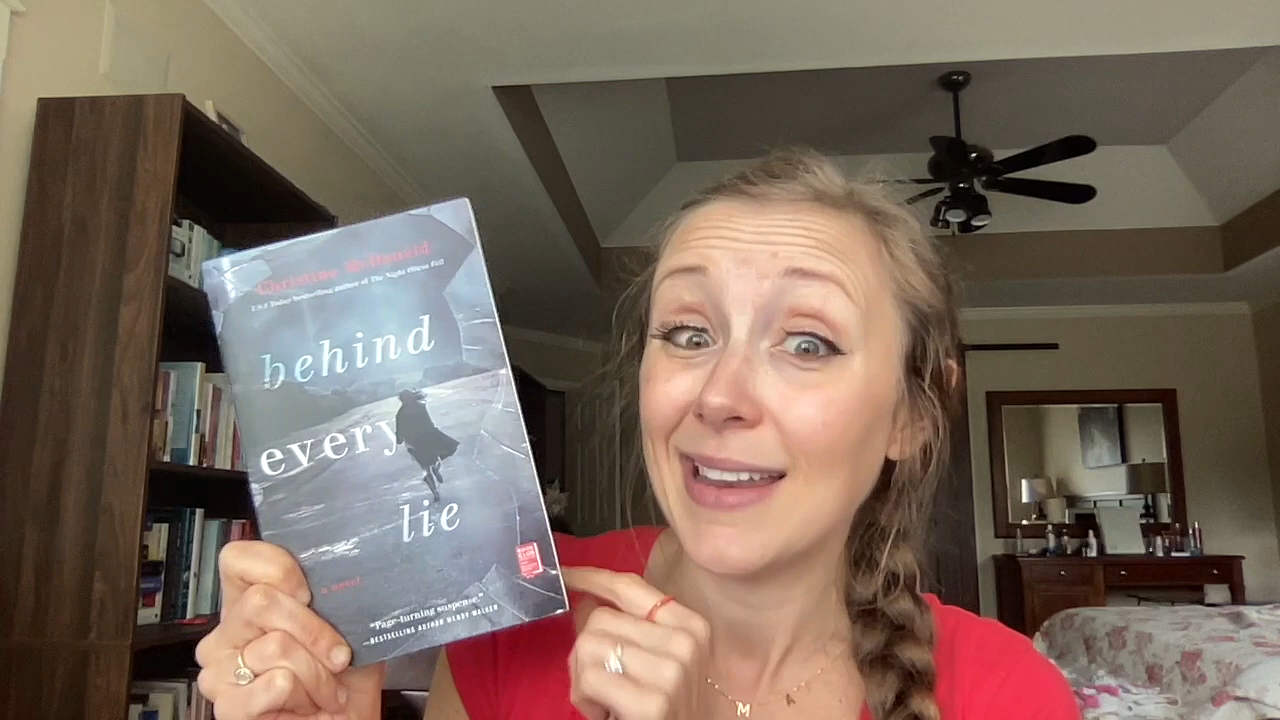 Christina McDonald
USA Today bestselling author of The Night Olivia Fell
behind
every
lie
a novel
"Page-turning suspense."
—BESTSELLING AUTHOR WENDY WALKER
M A